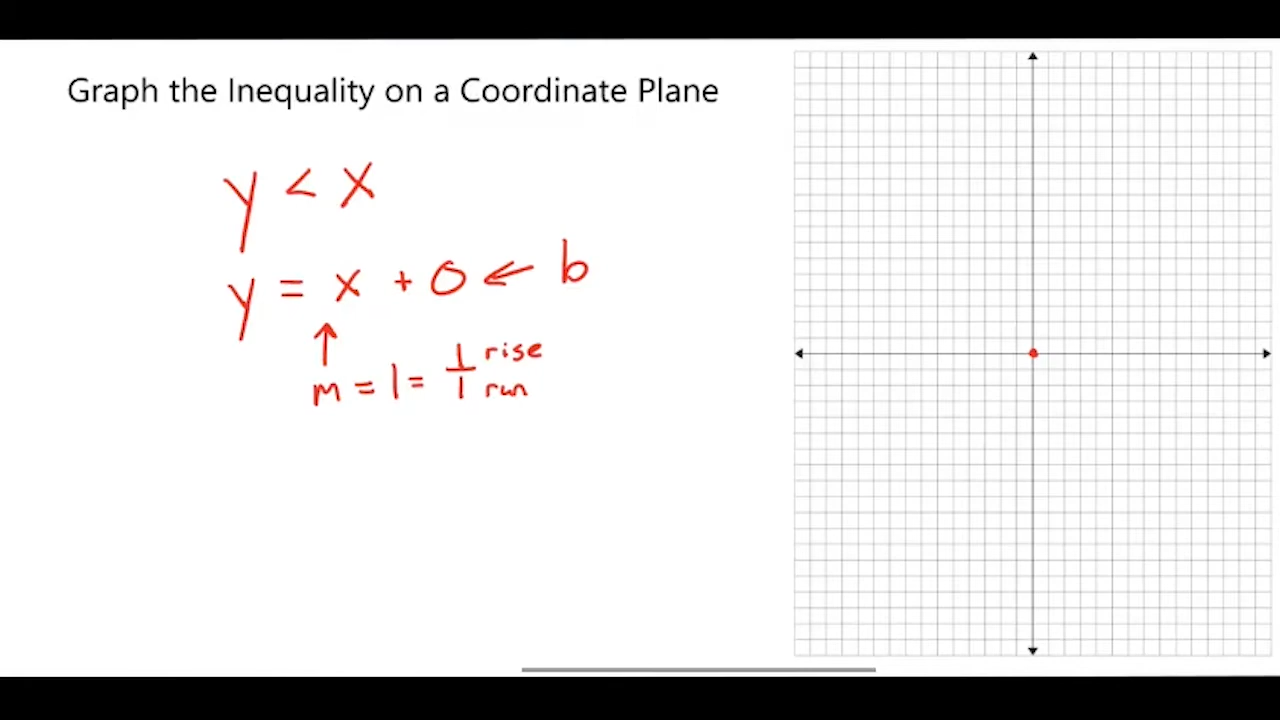 Graph the Inequality on a Coordinate Plane
y < x
y = x + 0 ← b
↑
m = 1 = 1/1 rise run